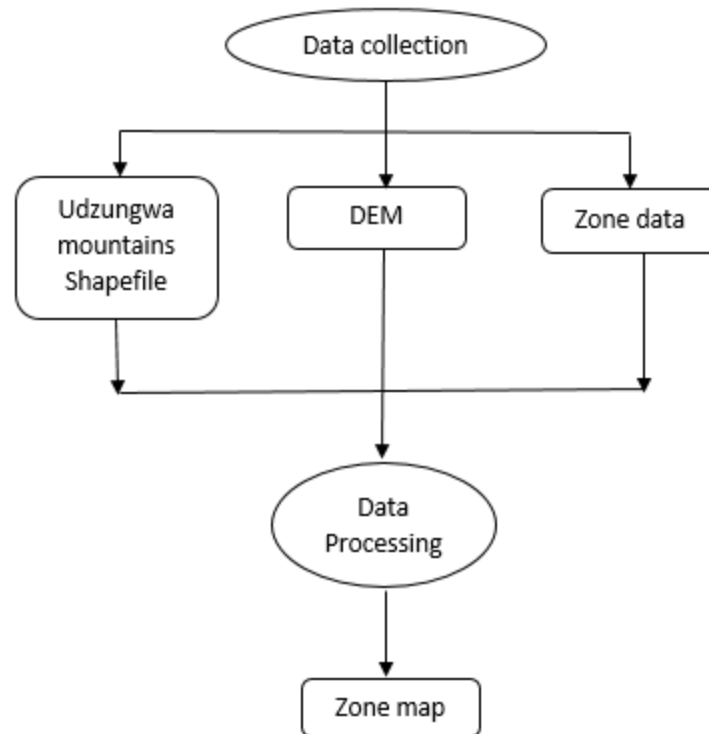 Data collection
Udzungwa
mountains
Shapefile
DEM
Zone data
Data
Processing
Zone map